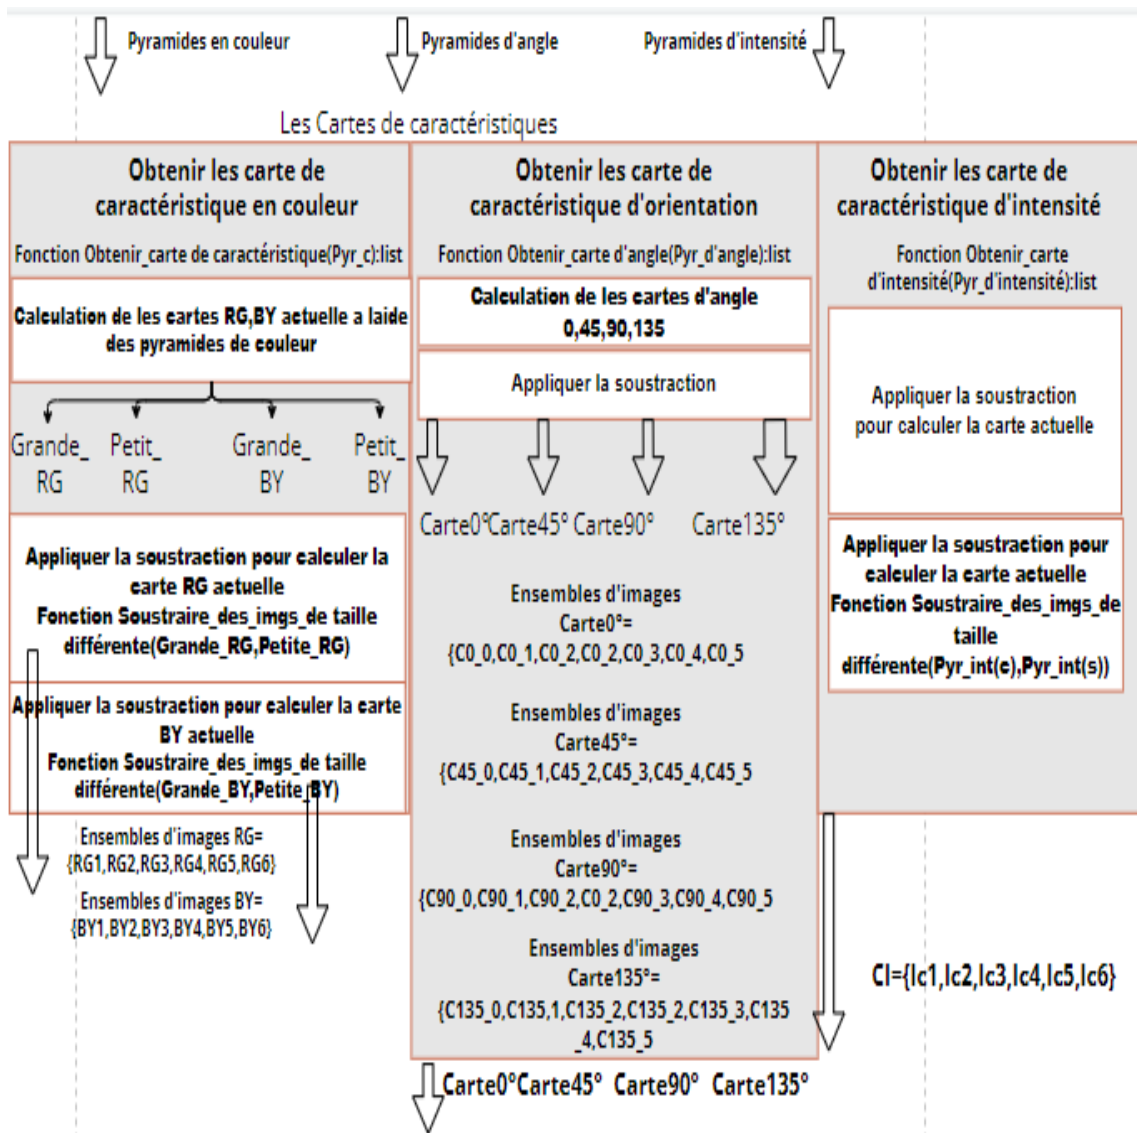 Pyramides en couleur
Pyramides d'angle
Pyramides d'intensité
Les Cartes de caractéristiques
Obtenir les carte de
caractéristique en couleur
Fonction Obtenir_carte de caractéristique(Pyr_c):list
Calculation de les cartes RG,BY actuelle a laide
des pyramides de couleur
Grande_
RG
Petit_
RG
Grande_
BY
Petit_
BY
Appliquer la soustraction pour calculer la
carte RG actuelle
Fonction Soustraire_des_imgs_de taille
différente(Grande_RG,Petite_RG)
Appliquer la soustraction pour calculer la carte
BY actuelle
Fonction Soustraire_des_imgs_de taille
différente(Grande_BY,Petite_BY)
Ensembles d'images RG=
{RG1,RG2,RG3,RG4,RG5,RG6}
Ensembles d'images BY=
{BY1,BY2,BY3,BY4,BY5,BY6}
Obtenir les carte de
caractéristique d'orientation
Fonction Obtenir_carte d'angle(Pyr_d'angle):list
Calculation de les cartes d'angle
0,45,90,135
Appliquer la soustraction
Carte0°Carte45° Carte90° Carte135°
Ensembles d'images
Carte0°=
{C0_0,C0_1,C0_2,C0_2,C0_3,C0_4,C0_5
Ensembles d'images
Carte45°=
{C45_0,C45_1,C45_2,C45_3,C45_4,C45_5
Ensembles d'images
Carte90°=
{C90_0,C90_1,C90_2,C0_2,C90_3,C90_4,C90_5
Ensembles d'images
Carte135°=
{C135_0,C135,1,C135_2,C135_2,C135_3,C135
_4,C135_5
Carte0°Carte45° Carte90° Carte135°
Obtenir les carte de
caractéristique d'intensité
Fonction Obtenir_carte
d'intensité(Pyr_d'intensité):list
Appliquer la soustraction
pour calculer la carte actuelle
Appliquer la soustraction pour
calculer la carte actuelle
Fonction Soustraire_des_imgs_de
taille
différente(Pyr_int(c),Pyr_int(s))
CI={Ic1,Ic2,Ic3,Ic4,Ic5,Ic6}